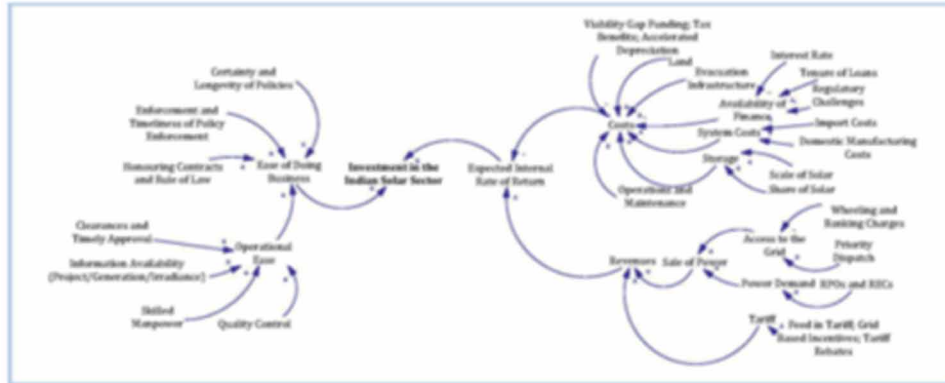 Visibility Gap Funding; Tax
Benefits; Accelerated
Depreciation
Land
Evacuation
Infrastructure
Interest Rate
Tenure of Loans
Regulatory
Challenges
Availability of
Finance
Import Costs
Costs
System Costs
Domestic Manufacturing
Costs
Storage
Scale of Solar
Share of Solar
Operations and
Maintenance
Certainty and
Longevity of Policies
Enforcement and
Timeliness of Policy
Enforcement
Honouring Contracts
and Rule of Law
Ease of Doing
Business
Investment in the
Indian Solar Sector
Expected Internal
Rate of Return
Clearances and
Timely Approval
Operational
Ease
Information Availability
(Project/Generation/Irradiance)
Skilled
Manpower
Quality Control
Wheeling and
Banking Charges
Access to the
Grid
Priority
Dispatch
Revenues
Sale of Power
Power Demand
RPOs and RECs
Tariff
Feed in Tariff; Grid
Based Incentives; Tariff
Rebates